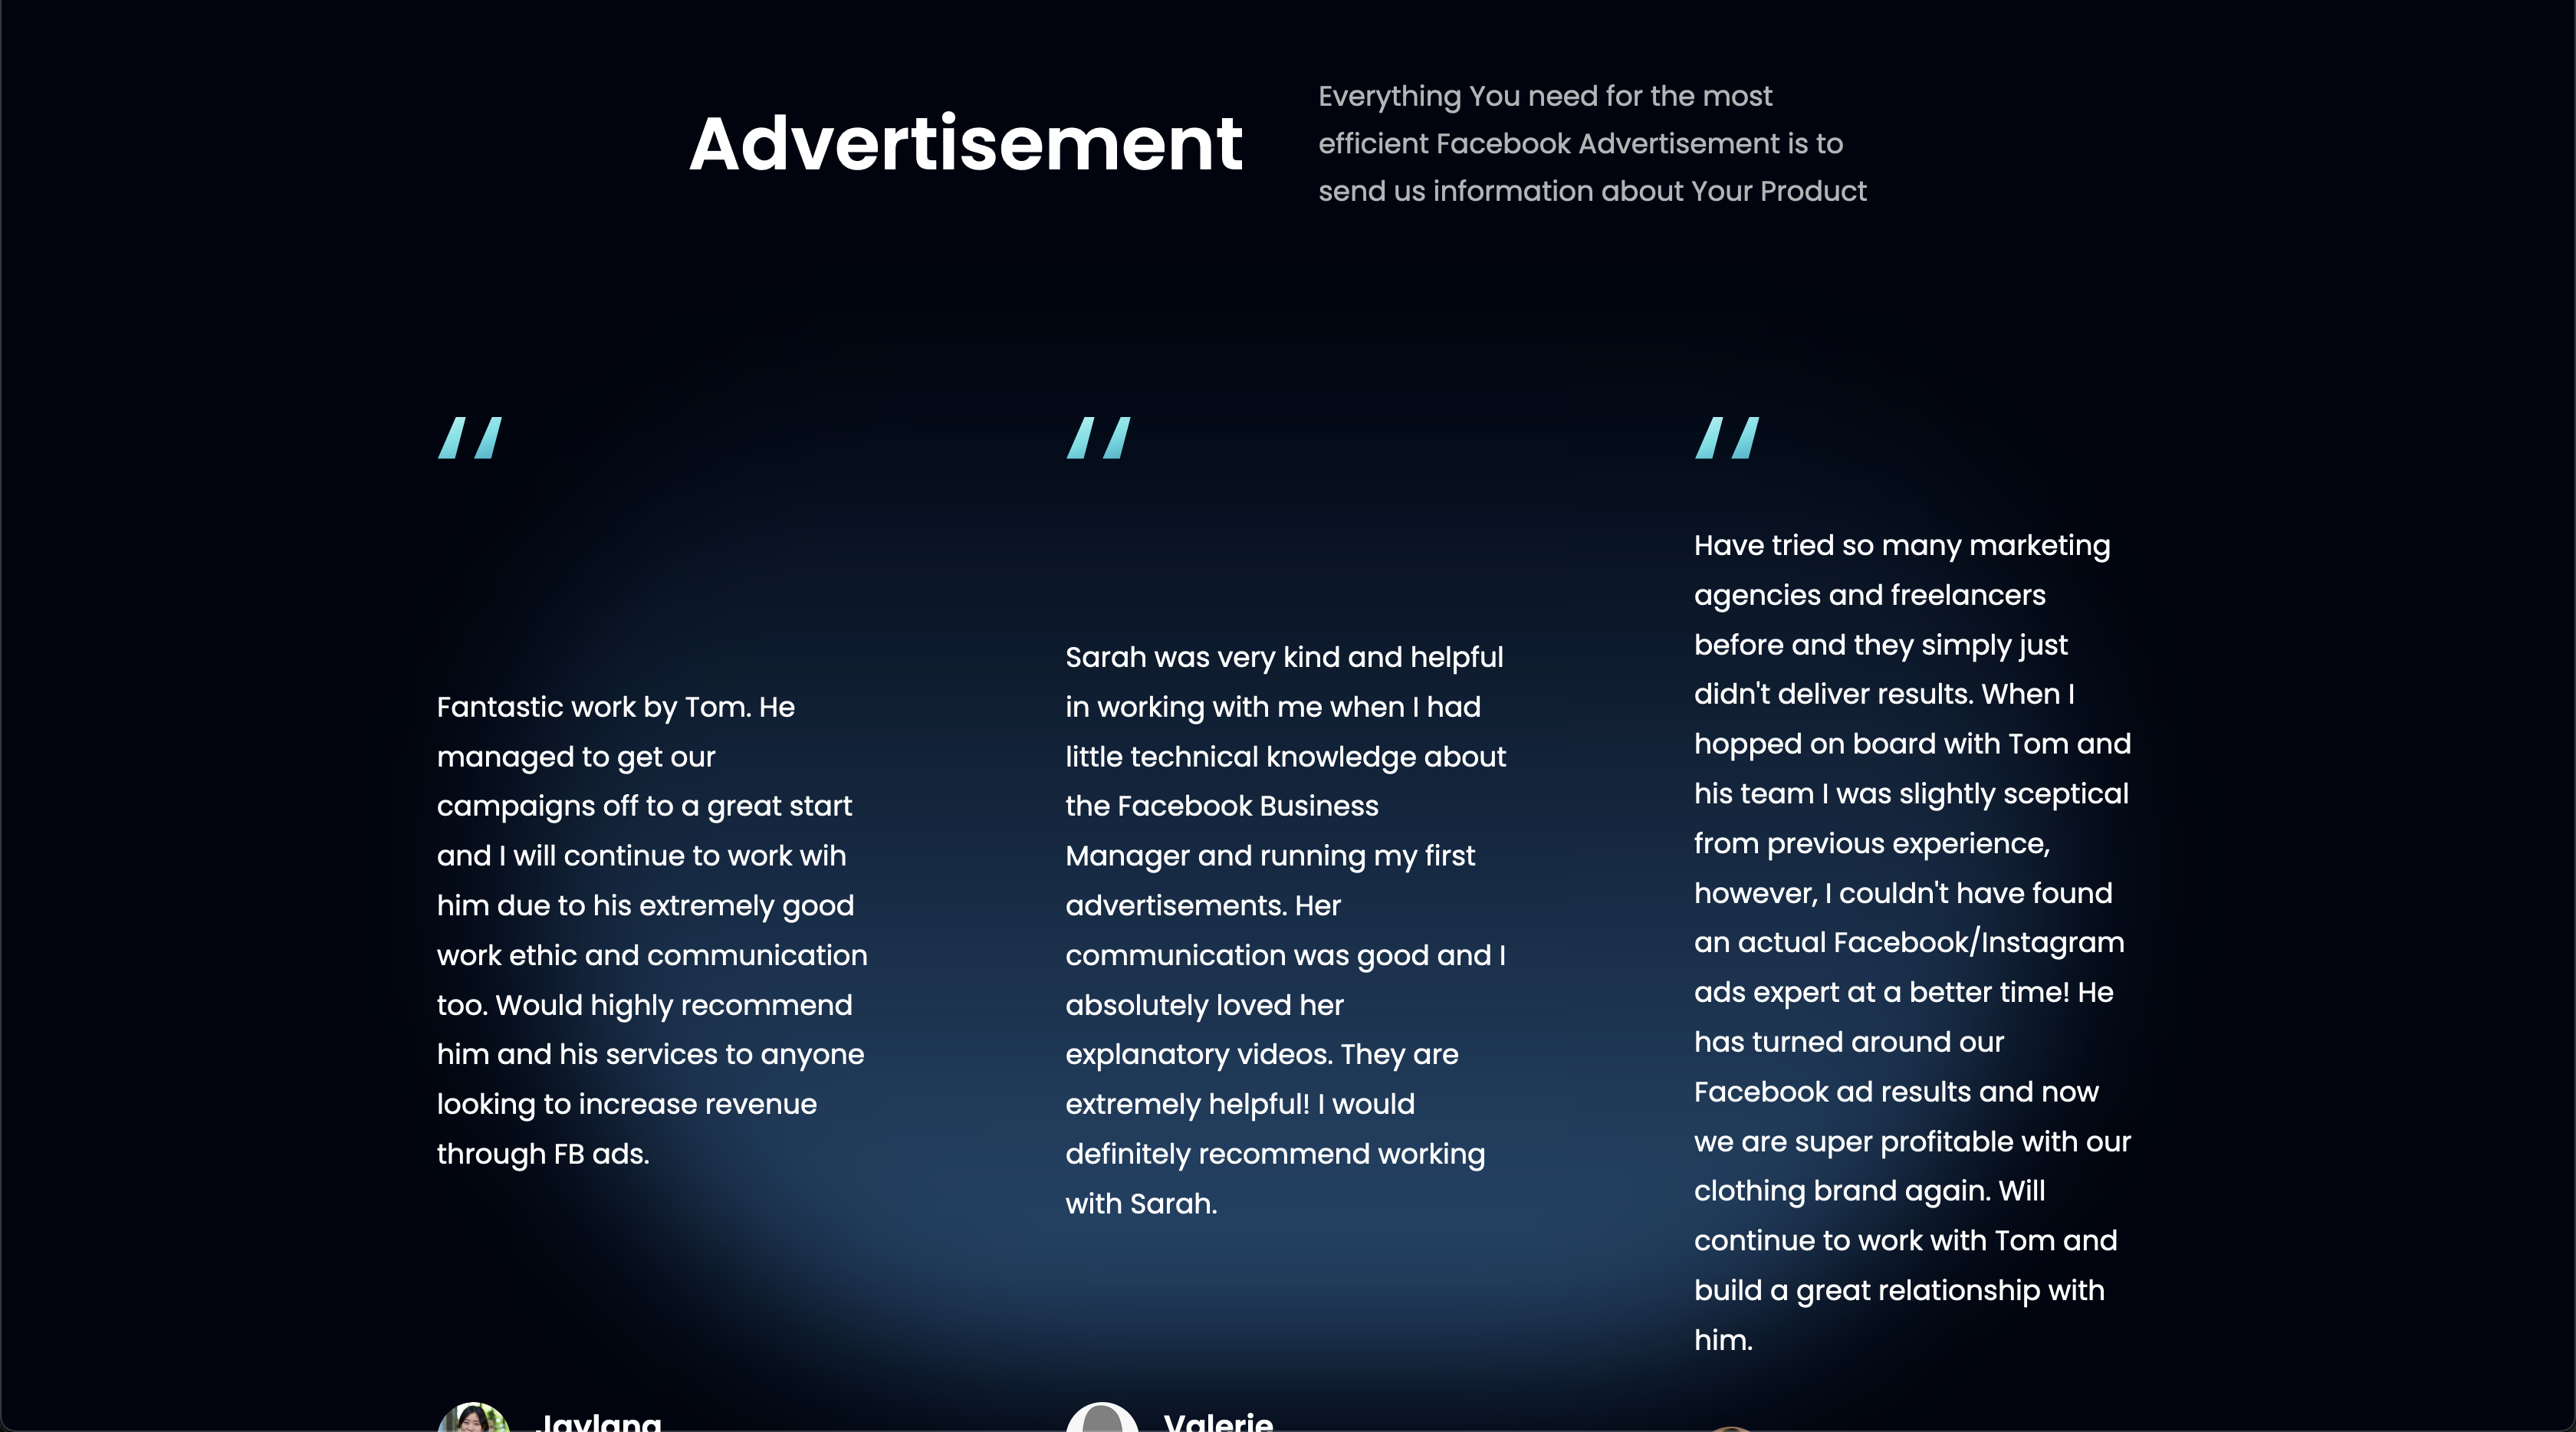 Advertisement
Everything You need for the most
efficient Facebook Advertisement is to
send us information about Your Product
Fantastic work by Tom. He
managed to get our
campaigns off to a great start
and I will continue to work wih
him due to his extremely good
work ethic and communication
too. Would highly recommend
him and his services to anyone
looking to increase revenue
through FB ads.
Sarah was very kind and helpful
in working with me when I had
little technical knowledge about
the Facebook Business
Manager and running my first
advertisements. Her
communication was good and I
absolutely loved her
explanatory videos. They are
extremely helpful! I would
definitely recommend working
with Sarah.
Have tried so many marketing
agencies and freelancers
before and they simply just
didn't deliver results. When I
hopped on board with Tom and
his team I was slightly sceptical
from previous experience,
however, I couldn't have found
an actual Facebook/Instagram
ads expert at a better time! He
has turned around our
Facebook ad results and now
we are super profitable with our
clothing brand again. Will
continue to work with Tom and
build a great relationship with
him.
Valerie